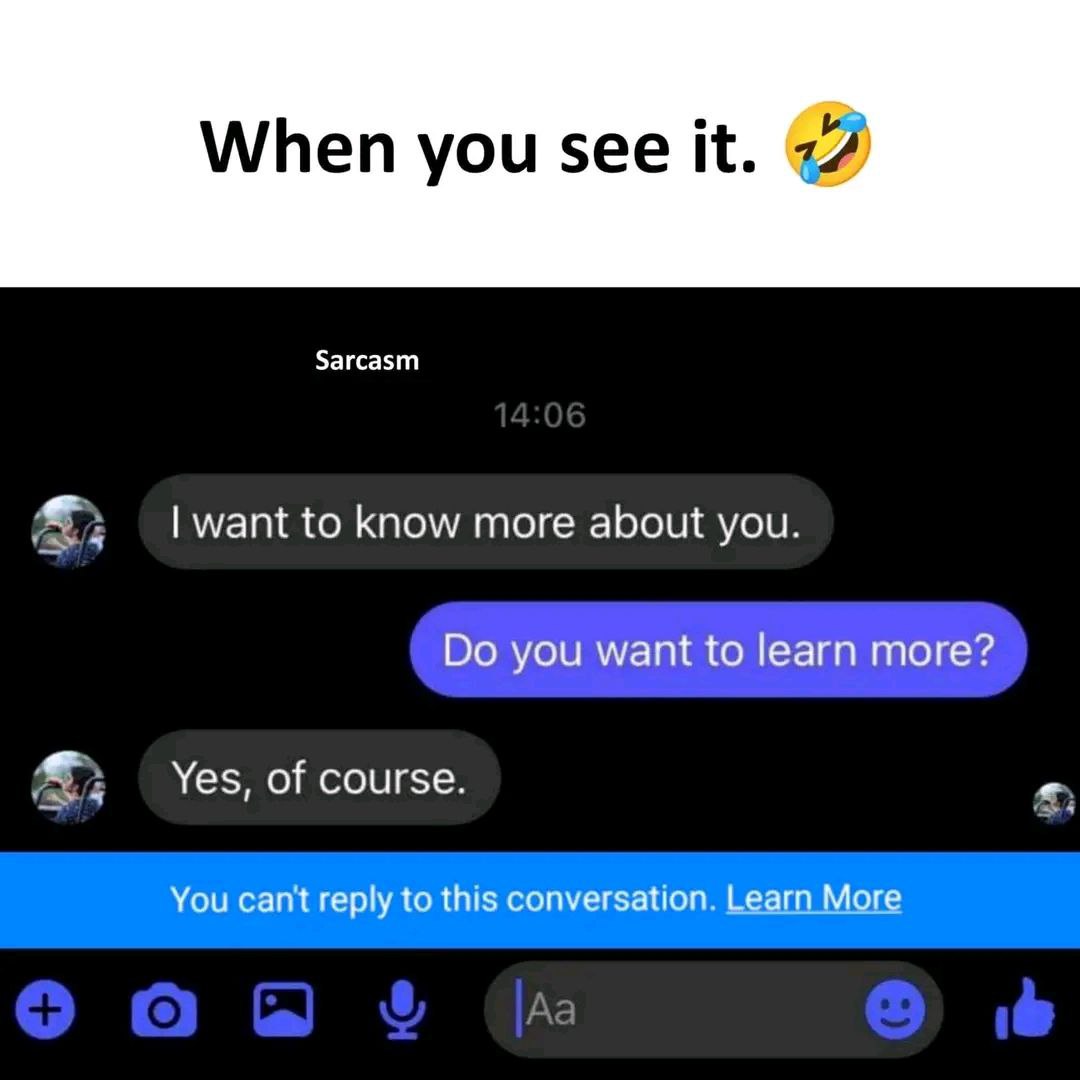 When you see it. 🤣
Sarcasm
14:06
I want to know more about you.
Do you want to learn more?
Yes, of course.
You can't reply to this conversation. Learn More
Aa